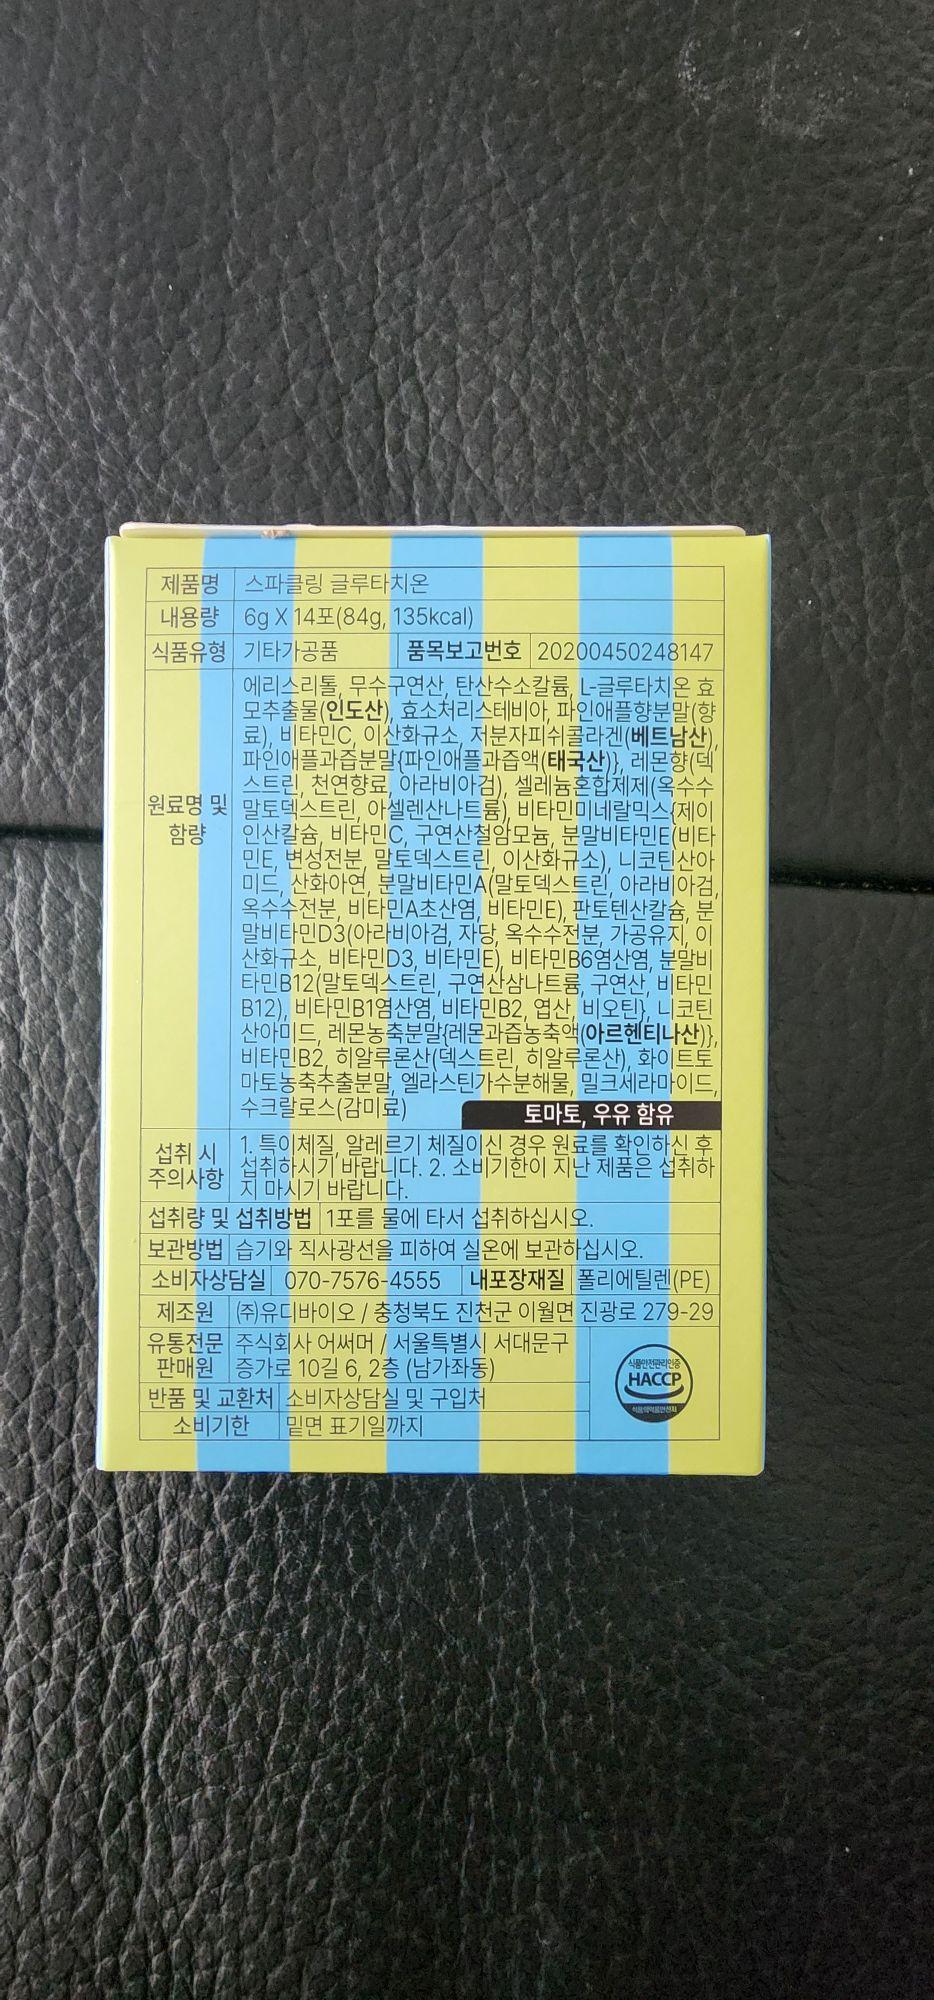 제품명 스파클링 글루타치온
내용량 6g X 14포(84g, 135kcal)
식품유형 기타가공품 품목보고번호 20200450248147
원료명 및 함량
에리스리톨, 무수구연산, 탄산수소칼륨, L-글루타치온 효
모추출물(인도산), 효소처리스테비아, 파인애플향분말(향
료), 비타민C, 이산화규소, 저분자피쉬콜라겐(베트남산),
파인애플과즙분말{파인애플과즙액(태국산)}, 레몬향(덱
스트린, 천연향료, 아라비아검), 셀레늄혼합제제(옥수수
말토덱스트린, 아셀렌산나트륨), 비타민미네랄믹스{제이
인산칼슘, 비타민C, 구연산철암모늄, 분말비타민E(비타
민E, 변성전분, 말토덱스트린, 이산화규소), 니코틴산아
미드, 산화아연, 분말비타민A(말토덱스트린, 아라비아검,
옥수수전분, 비타민A초산염, 비타민E), 판토텐산칼슘, 분
말비타민D3(아라비아검, 자당, 옥수수전분, 가공유지, 이
산화규소, 비타민D3, 비타민E), 비타민B6염산염, 분말비
타민B12(말토덱스트린, 구연산삼나트륨, 구연산, 비타민
B12), 비타민B1염산염, 비타민B2, 엽산, 비오틴}, 니코틴
산아미드, 레몬농축분말{레몬과즙농축액(아르헨티나산)},
비타민B2, 히알루론산(덱스트린, 히알루론산), 화이트토
마토농축추출분말, 엘라스틴가수분해물, 밀크세라마이드,
수크랄로스(감미료)
토마토, 우유 함유
섭취 시 주의사항
1. 특이체질, 알레르기 체질이신 경우 원료를 확인하신 후
섭취하시기 바랍니다. 2. 소비기한이 지난 제품은 섭취하
지 마시기 바랍니다.
섭취량 및 섭취방법 1포를 물에 타서 섭취하십시오.
보관방법 습기와 직사광선을 피하여 실온에 보관하십시오.
소비자상담실 070-7576-4555 내포장재질 폴리에틸렌(PE)
제조원 ㈜유디바이오 / 충청북도 진천군 이월면 진광로 279-29
유통전문 판매원
주식회사 어써머 / 서울특별시 서대문구
증가로 10길 6, 2층 (남가좌동)
반품 및 교환처 소비자상담실 및 구입처
소비기한 밑면 표기일까지
식품안전관리인증
HACCP
식품의약품안전처